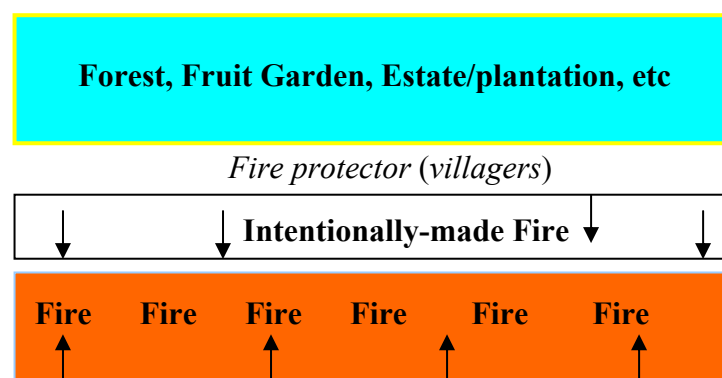 Forest, Fruit Garden, Estate/plantation, etc
Fire protector (villagers)
Intentionally-made Fire
Fire Fire Fire Fire Fire Fire